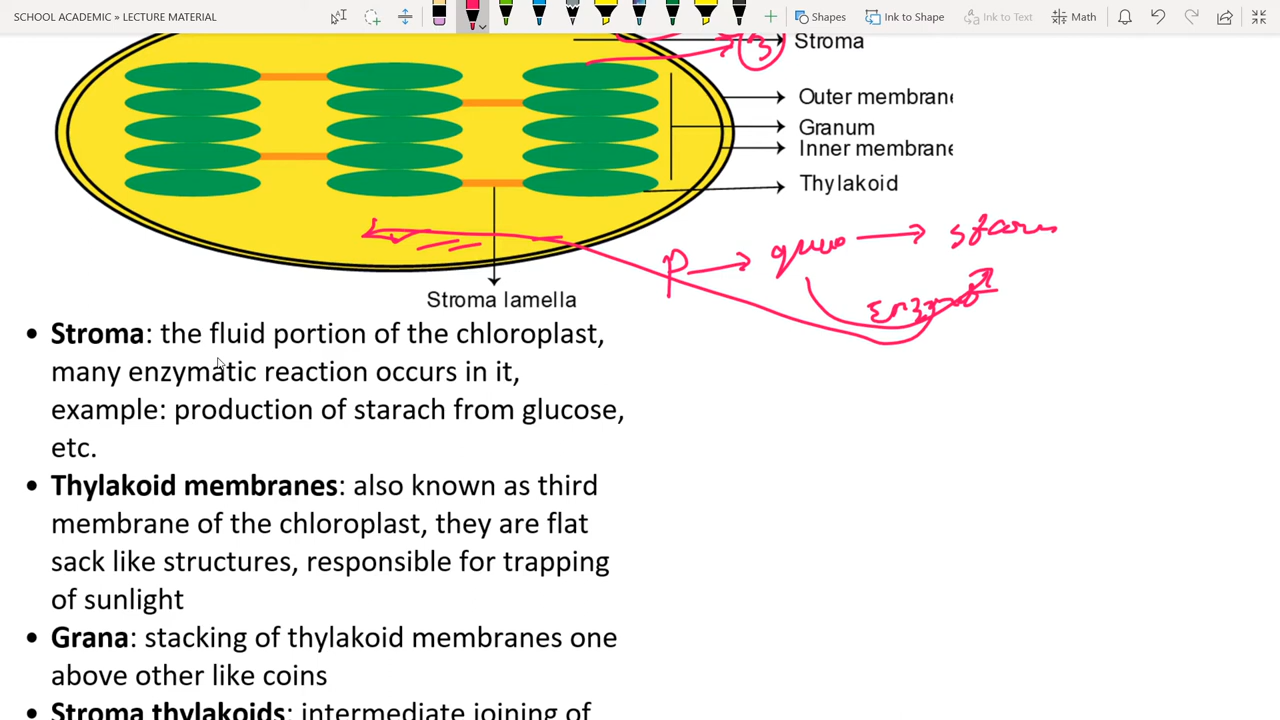 SCHOOL ACADEMIC » LECTURE MATERIAL
Shapes
Ink to Shape
Ink to Text
Math
3
Stroma
Outer membrane
Granum
Inner membrane
Thylakoid
P
Stroma lamella
• Stroma: the fluid portion of the chloroplast,
many enzymatic reaction occurs in it,
example: production of starach from glucose,
etc.
• Thylakoid membranes: also known as third
membrane of the chloroplast, they are flat
sack like structures, responsible for trapping
of sunlight
• Grana: stacking of thylakoid membranes one
above other like coins
• Stroma thylakoids: intermediate joining of